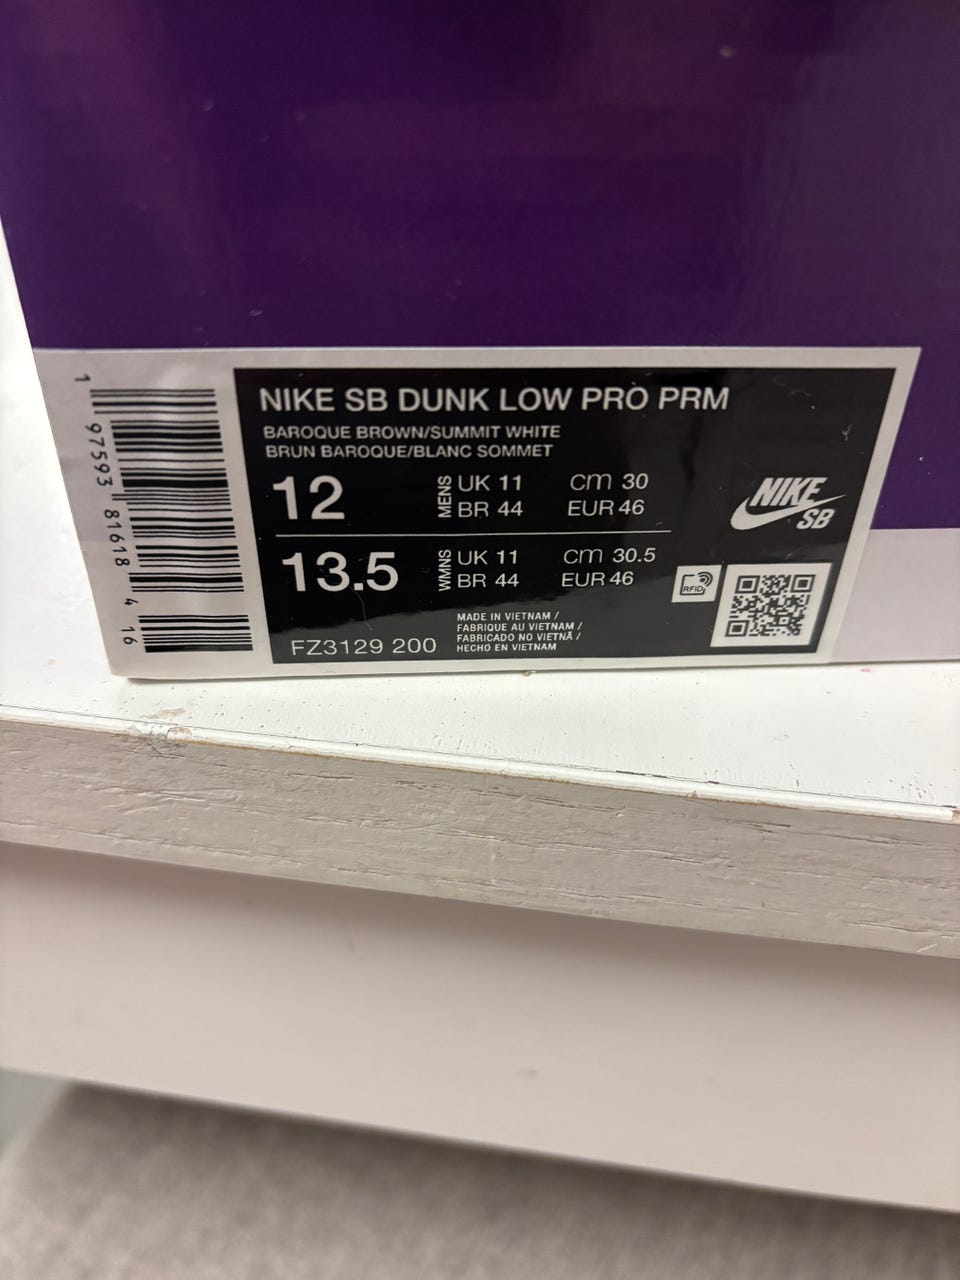 NIKE SB DUNK LOW PRO PRM
BAROQUE BROWN/SUMMIT WHITE
BRUN BAROQUE/BLANC SOMMET
12 MENS UK 11 cm 30
BR 44 EUR 46
13.5 WMNS UK 11 cm 30.5
BR 44 EUR 46
FZ3129 200
MADE IN VIETNAM /
FABRIQUE AU VIETNAM /
FABRICADO NO VIETNÃ /
HECHO EN VIETNAM
NIKE
SB
RFID
1 97593 81618 4 16